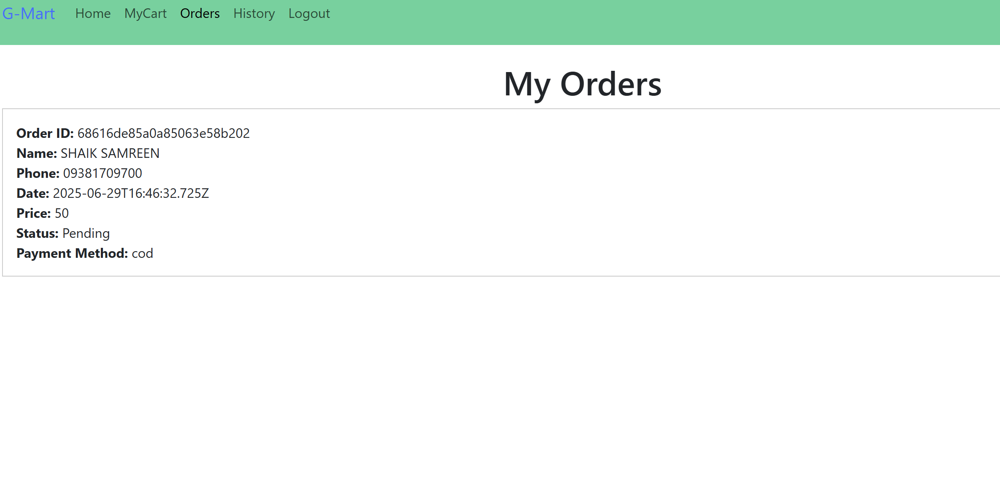 G-Mart Home MyCart Orders History Logout
My Orders
Order ID: 68616de85a0a85063e58b202
Name: SHAIK SAMREEN
Phone: 09381709700
Date: 2025-06-29T16:46:32.725Z
Price: 50
Status: Pending
Payment Method: cod